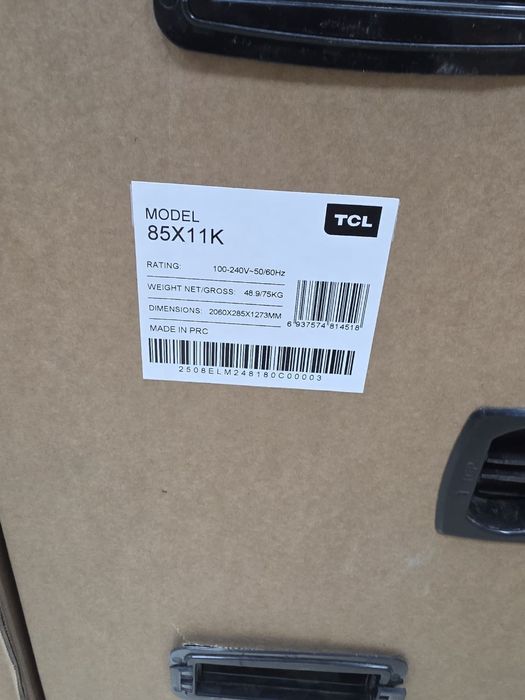 MODEL
85X11K
TCL
RATING: 100-240V~50/60Hz
WEIGHT NET/GROSS: 48.9/75KG
DIMENSIONS: 2060X285X1273MM
6 937574 814518
MADE IN PRC
2508ELM248180C00003